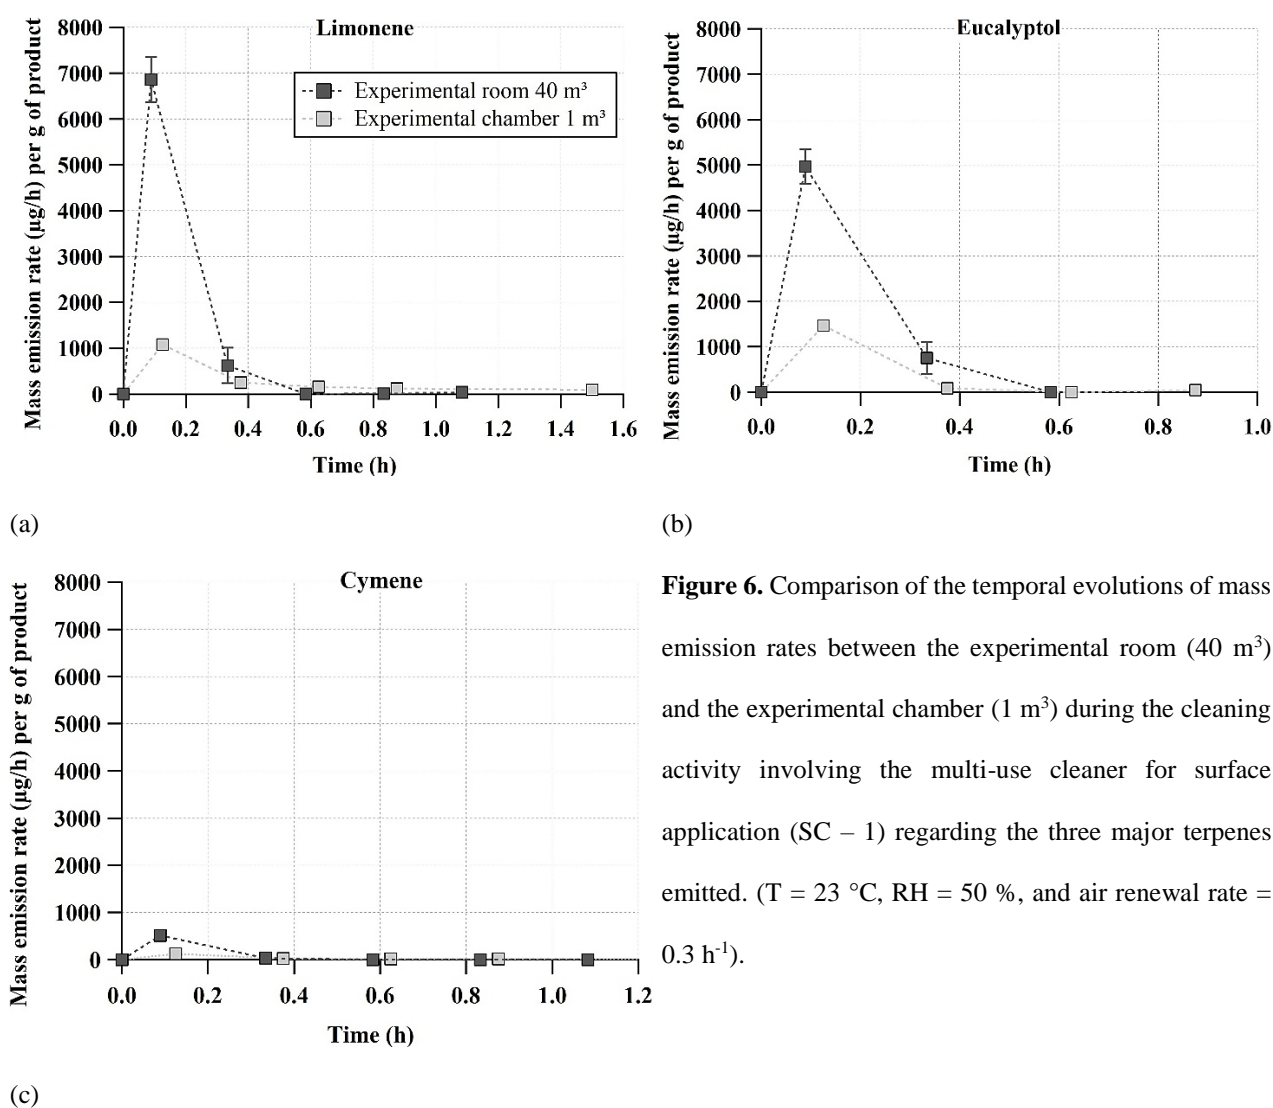 Limonene
Mass emission rate (µg/h) per g of product
8000
7000
6000
5000
4000
3000
2000
1000
0
Experimental room 40 m³
Experimental chamber 1 m³
0.0 0.2 0.4 0.6 0.8 1.0 1.2 1.4 1.6
Time (h)
(a)
Eucalyptol
Mass emission rate (µg/h) per g of product
8000
7000
6000
5000
4000
3000
2000
1000
0
0.0 0.2 0.4 0.6 0.8 1.0
Time (h)
(b)
Cymene
Mass emission rate (µg/h) per g of product
8000
7000
6000
5000
4000
3000
2000
1000
0
0.0 0.2 0.4 0.6 0.8 1.0 1.2
Time (h)
(c)
Figure 6. Comparison of the temporal evolutions of mass
emission rates between the experimental room (40 m³)
and the experimental chamber (1 m³) during the cleaning
activity involving the multi-use cleaner for surface
application (SC – 1) regarding the three major terpenes
emitted. (T = 23 °C, RH = 50 %, and air renewal rate =
0.3 h⁻¹).